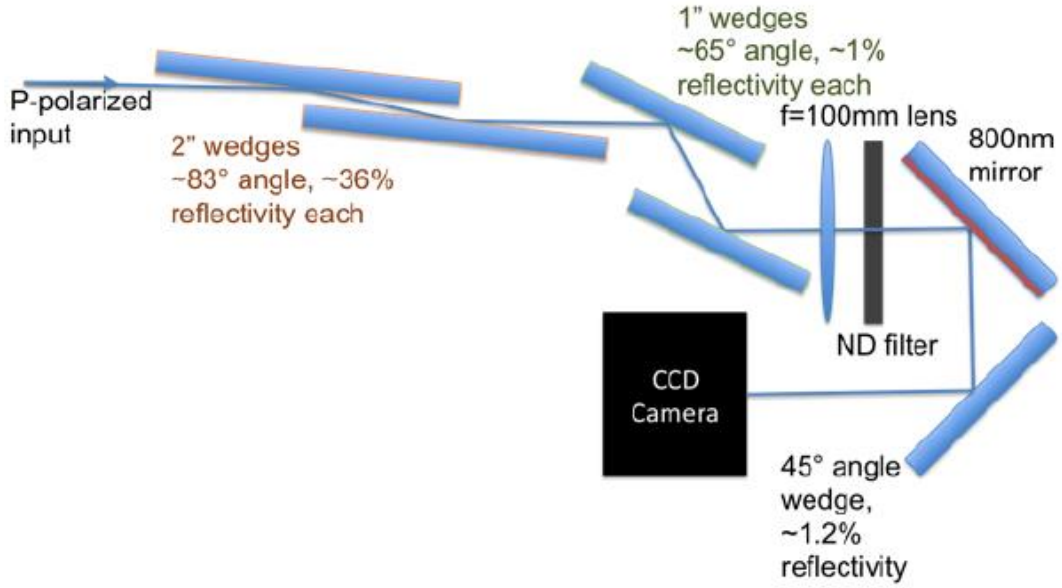 P-polarized
input
2” wedges
~83° angle, ~36%
reflectivity each
1” wedges
~65° angle, ~1%
reflectivity each
f=100mm lens
800nm
mirror
ND filter
CCD
Camera
45° angle
wedge,
~1.2%
reflectivity